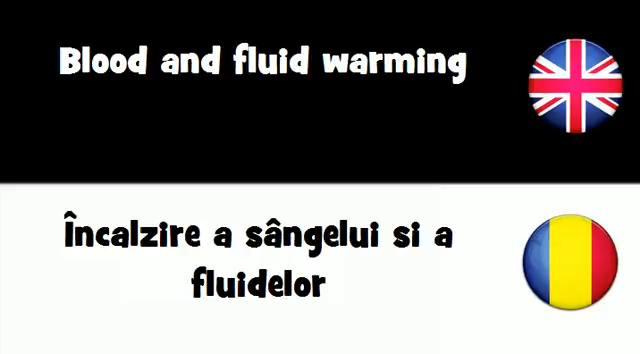 Blood and fluid warming
Încalzire a sângelui si a
fluidelor